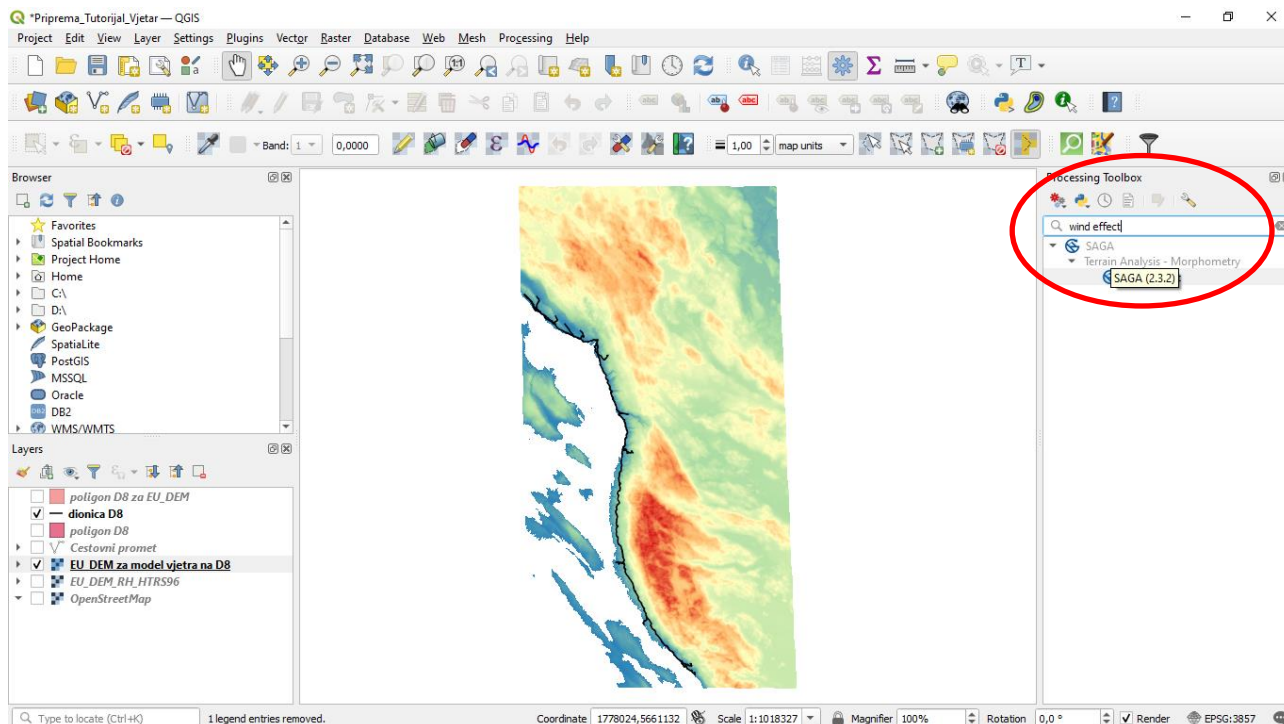 *Priprema_Tutorijal_Vjetar — QGIS
Project Edit View Layer Settings Plugins Vector Raster Database Web Mesh Processing Help
abc abc
Band: 1 0,0000 1,00 map units
Browser
Favorites
Spatial Bookmarks
Project Home
Home
C:\
D:\
GeoPackage
SpatiaLite
PostGIS
MSSQL
Oracle
DB2
WMS/WMTS
Layers
poligon D8 za EU_DEM
dionica D8
poligon D8
Cestovni promet
EU_DEM za model vjetra na D8
EU_DEM_RH_HTRS96
OpenStreetMap
Processing Toolbox
wind effect
SAGA
Terrain Analysis - Morphometry
SAGA (2.3.2)
Type to locate (Ctrl+K) 1 legend entries removed. Coordinate 1778024,5661132 Scale 1:1018327 Magnifier 100% Rotation 0,0 ° Render EPSG:3857